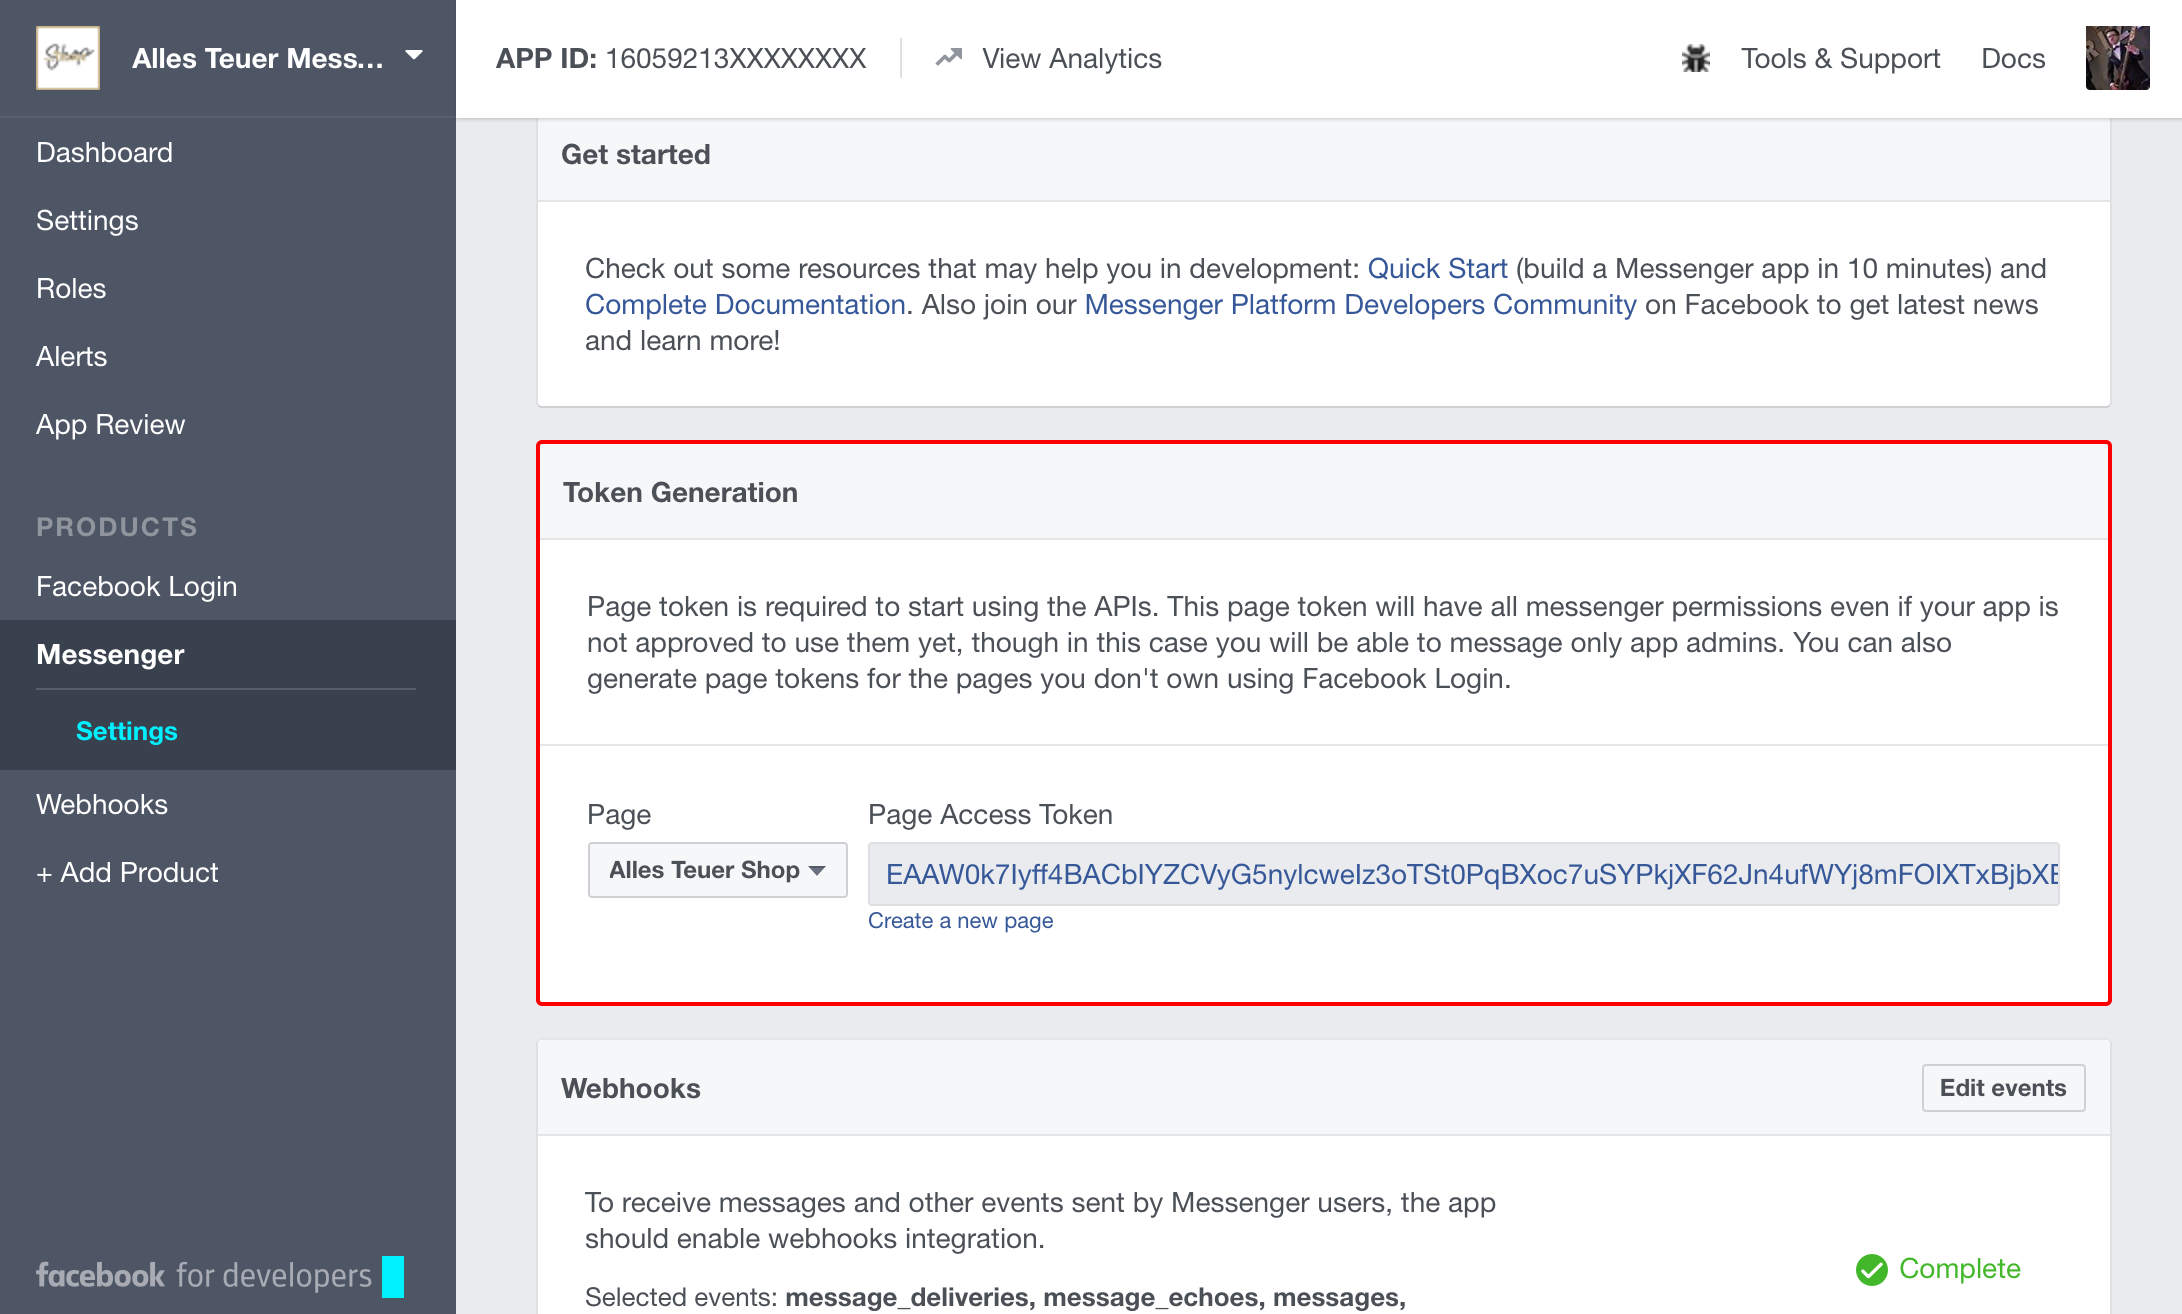 Shop
Alles Teuer Mess...
APP ID: 16059213XXXXXXXX
View Analytics
Tools & Support
Docs
Dashboard
Settings
Roles
Alerts
App Review
PRODUCTS
Facebook Login
Messenger
Settings
Webhooks
+ Add Product
facebook for developers
Get started
Check out some resources that may help you in development: Quick Start (build a Messenger app in 10 minutes) and
Complete Documentation. Also join our Messenger Platform Developers Community on Facebook to get latest news
and learn more!
Token Generation
Page token is required to start using the APIs. This page token will have all messenger permissions even if your app is
not approved to use them yet, though in this case you will be able to message only app admins. You can also
generate page tokens for the pages you don't own using Facebook Login.
Page
Page Access Token
Alles Teuer Shop
EAAW0k7Iyff4BACbIYZCVyG5nylcweIz3oTSt0PqBXoc7uSYPkjXF62Jn4ufWYj8mFOIXTxBjbXE
Create a new page
Webhooks
Edit events
To receive messages and other events sent by Messenger users, the app
should enable webhooks integration.
Complete
Selected events: message_deliveries, message_echoes, messages,